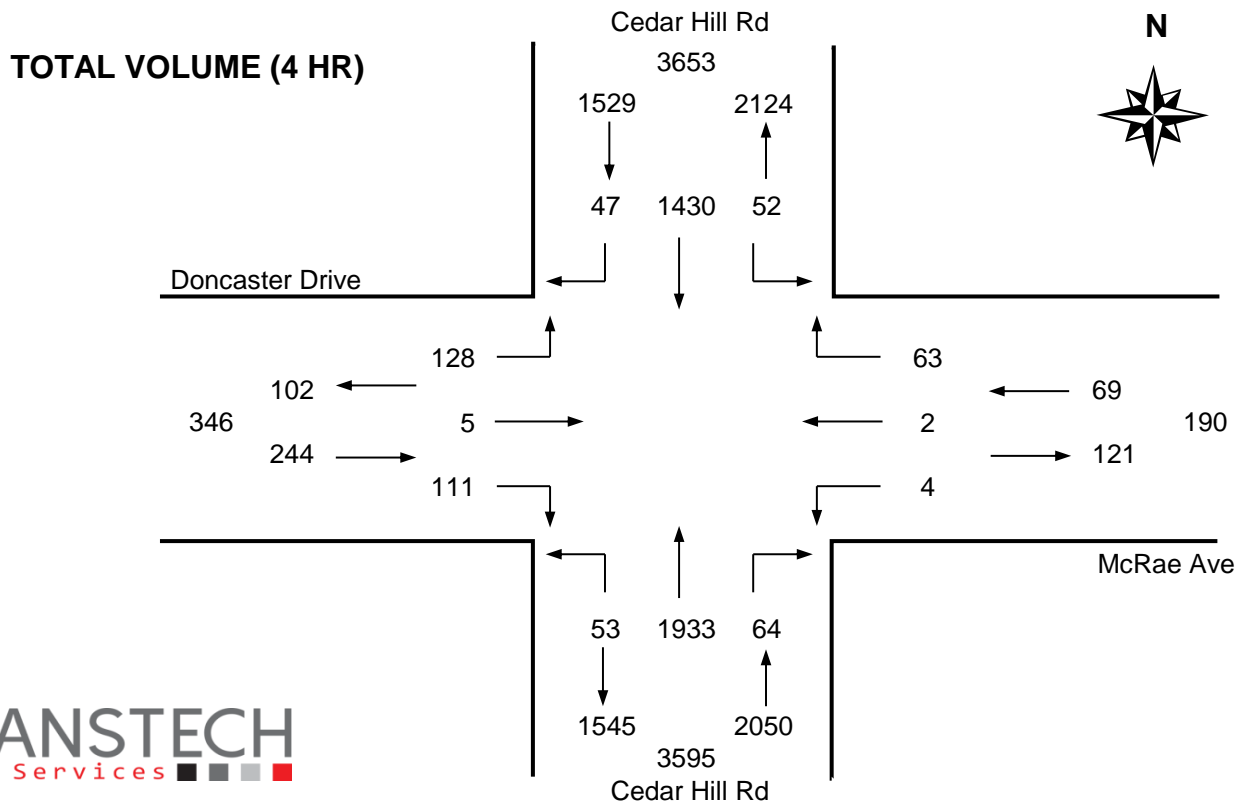 Cedar Hill Rd
N
TOTAL VOLUME (4 HR)
3653
1529 2124
47 1430 52
Doncaster Drive
128 63
102 69
346 5 2 190
244 121
111 4
McRae Ave
53 1933 64
1545 2050
3595
Cedar Hill Rd
ANSTECH
Services